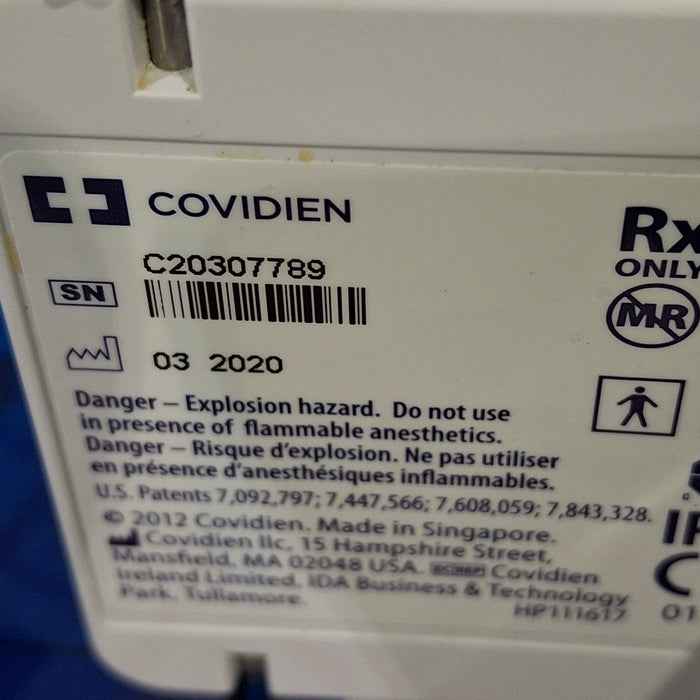 COVIDIEN
Rx
ONLY
C20307789
SN
MR
03 2020
Danger – Explosion hazard. Do not use
in presence of flammable anesthetics.
Danger – Risque d'explosion. Ne pas utiliser
en présence d'anesthésiques inflammables.
U.S. Patents 7,092,797; 7,447,566; 7,608,059; 7,843,328.
© 2012 Covidien. Made in Singapore.
Covidien llc, 15 Hampshire Street,
Mansfield, MA 02048 USA. EC REP Covidien
Ireland Limited, IDA Business & Technology
Park, Tullamore.
HP111617
01